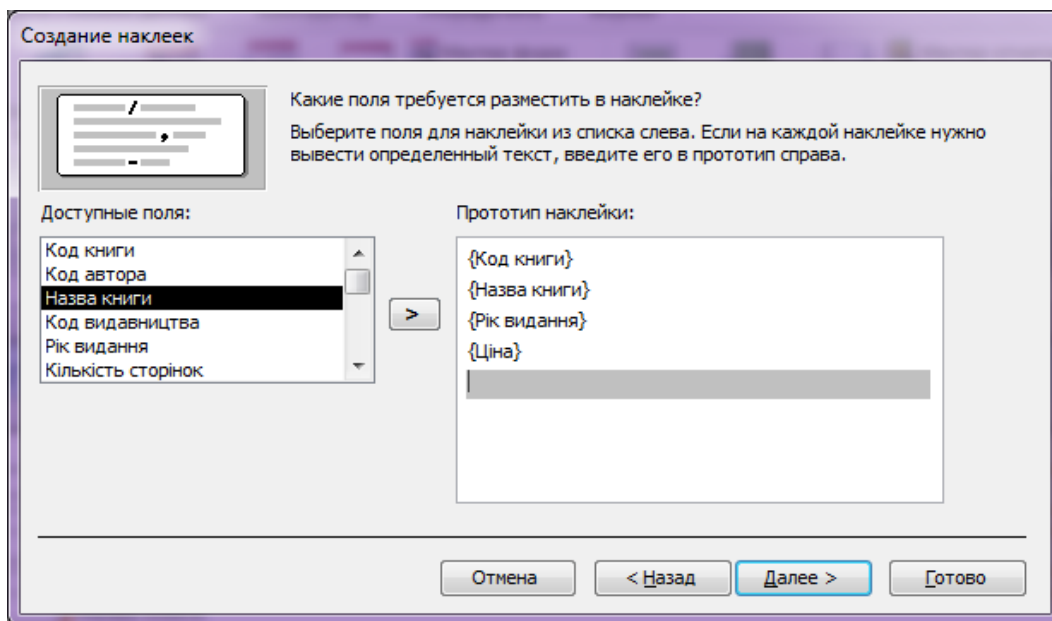 Создание наклеек
Какие поля требуется разместить в наклейке?
Выберите поля для наклейки из списка слева. Если на каждой наклейке нужно
вывести определенный текст, введите его в прототип справа.
Доступные поля:
Код книги
Код автора
Назва книги
Код видавництва
Рік видання
Кількість сторінок
>
Прототип наклейки:
{Код книги}
{Назва книги}
{Рік видання}
{Ціна}
Отмена
< Назад
Далее >
Готово